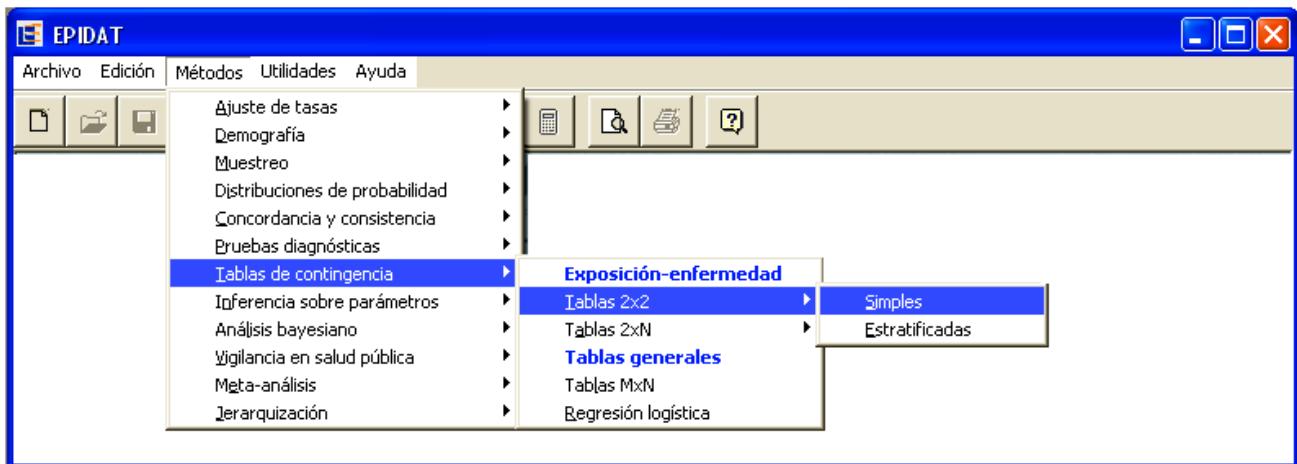 EPIDAT
Archivo Edición Métodos Utilidades Ayuda
Ajuste de tasas
Demografía
Muestreo
Distribuciones de probabilidad
Concordancia y consistencia
Pruebas diagnósticas
Tablas de contingencia
Inferencia sobre parámetros
Análisis bayesiano
Vigilancia en salud pública
Meta-análisis
Jerarquización
Exposición-enfermedad
Tablas 2x2
Tablas 2xN
Tablas generales
Tablas MxN
Regresión logística
Simples
Estratificadas